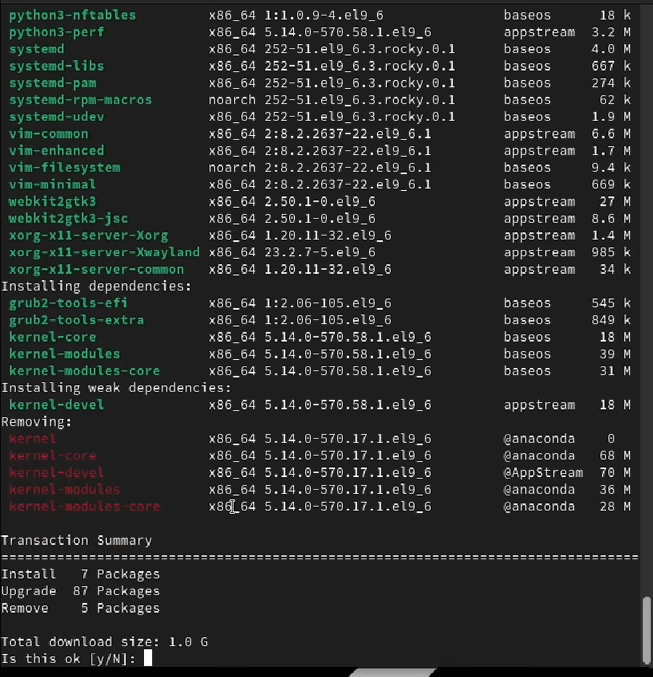 python3-nftables x86_64 1:1.0.9-4.el9_6 baseos 18 k
python3-perf x86_64 5.14.0-570.58.1.el9_6 appstream 3.2 M
systemd x86_64 252-51.el9_6.3.rocky.0.1 baseos 4.0 M
systemd-libs x86_64 252-51.el9_6.3.rocky.0.1 baseos 667 k
systemd-pam x86_64 252-51.el9_6.3.rocky.0.1 baseos 274 k
systemd-rpm-macros noarch 252-51.el9_6.3.rocky.0.1 baseos 62 k
systemd-udev x86_64 252-51.el9_6.3.rocky.0.1 baseos 1.9 M
vim-common x86_64 2:8.2.2637-22.el9_6.1 appstream 6.6 M
vim-enhanced x86_64 2:8.2.2637-22.el9_6.1 appstream 1.7 M
vim-filesystem noarch 2:8.2.2637-22.el9_6.1 baseos 9.4 k
vim-minimal x86_64 2:8.2.2637-22.el9_6.1 baseos 669 k
webkit2gtk3 x86_64 2.50.1-0.el9_6 appstream 27 M
webkit2gtk3-jsc x86_64 2.50.1-0.el9_6 appstream 8.6 M
xorg-x11-server-Xorg x86_64 1.20.11-32.el9_6 appstream 1.4 M
xorg-x11-server-Xwayland x86_64 23.2.7-5.el9_6 appstream 985 k
xorg-x11-server-common x86_64 1.20.11-32.el9_6 appstream 34 k
Installing dependencies:
grub2-tools-efi x86_64 1:2.06-105.el9_6 baseos 545 k
grub2-tools-extra x86_64 1:2.06-105.el9_6 baseos 849 k
kernel-core x86_64 5.14.0-570.58.1.el9_6 baseos 18 M
kernel-modules x86_64 5.14.0-570.58.1.el9_6 baseos 39 M
kernel-modules-core x86_64 5.14.0-570.58.1.el9_6 baseos 31 M
Installing weak dependencies:
kernel-devel x86_64 5.14.0-570.58.1.el9_6 appstream 18 M
Removing:
kernel x86_64 5.14.0-570.17.1.el9_6 @anaconda 0
kernel-core x86_64 5.14.0-570.17.1.el9_6 @anaconda 68 M
kernel-devel x86_64 5.14.0-570.17.1.el9_6 @AppStream 70 M
kernel-modules x86_64 5.14.0-570.17.1.el9_6 @anaconda 36 M
kernel-modules-core x86_64 5.14.0-570.17.1.el9_6 @anaconda 28 M
Transaction Summary
================================================================================
Install 7 Packages
Upgrade 87 Packages
Remove 5 Packages
Total download size: 1.0 G
Is this ok [y/N]: